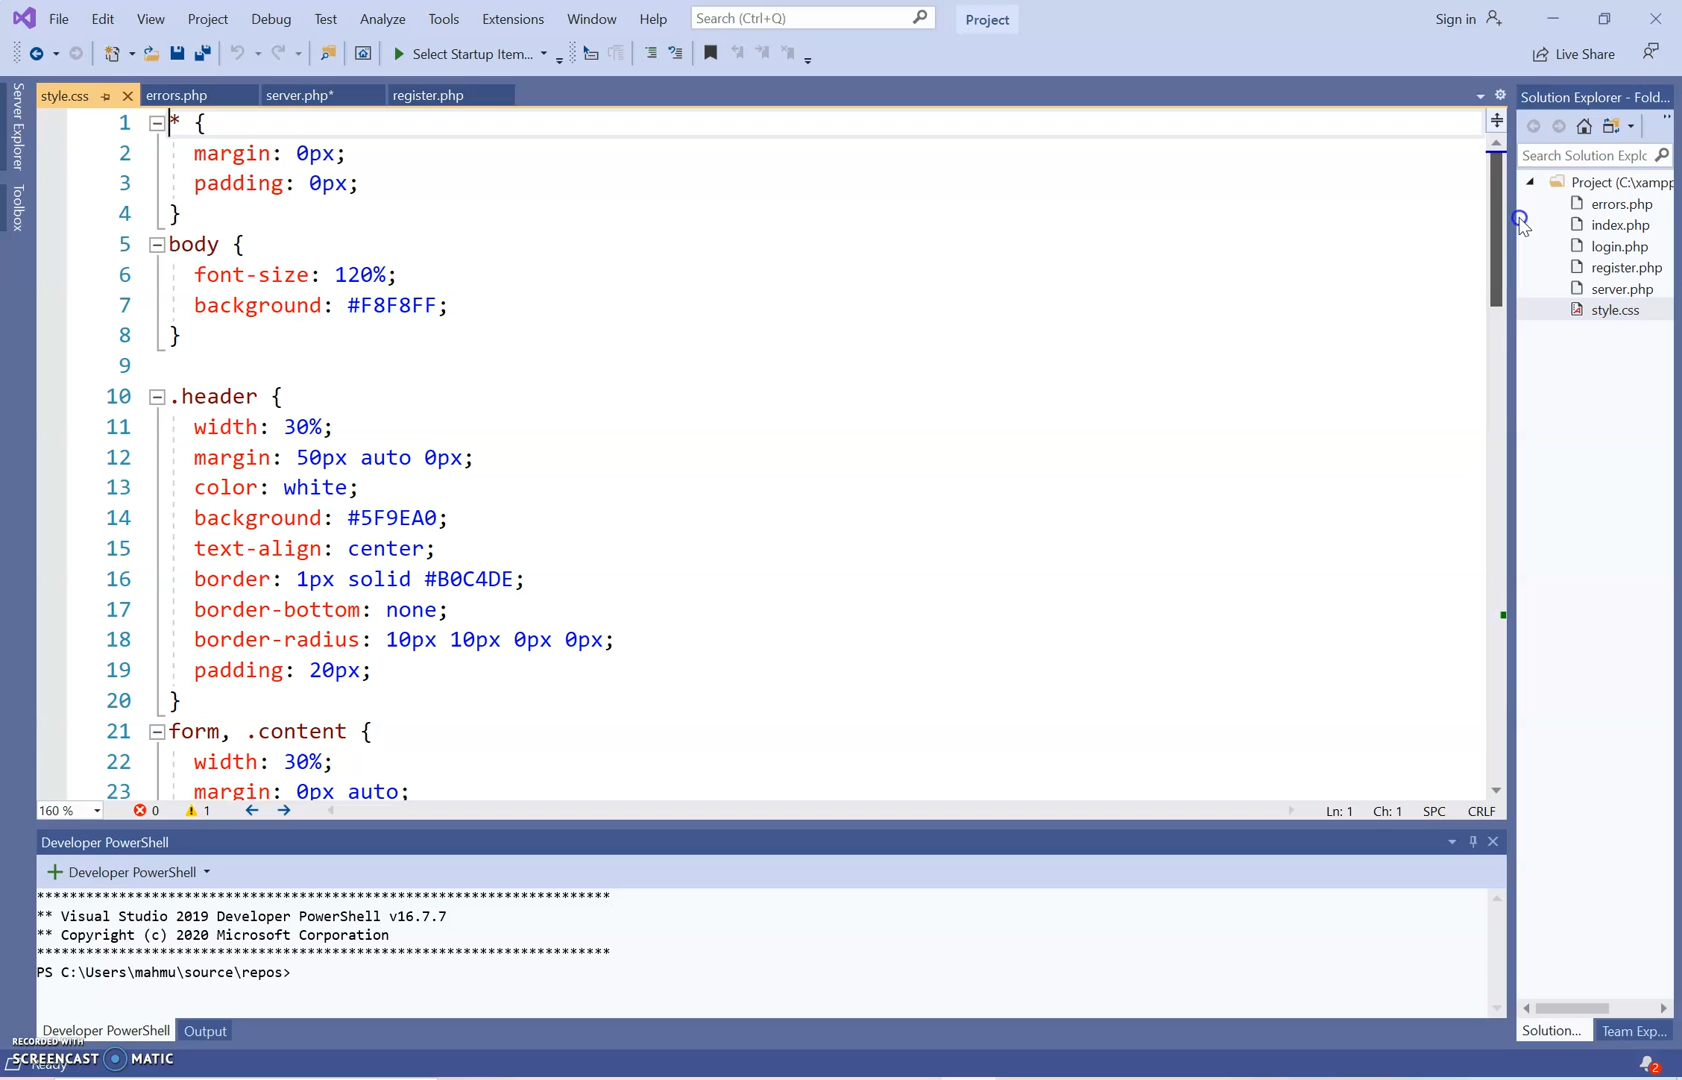 File Edit View Project Debug Test Analyze Tools Extensions Window Help Search (Ctrl+Q) Project Sign in
Select Startup Item... Live Share
Server Explorer
Toolbox
style.css errors.php server.php* register.php
1 * {
2 margin: 0px;
3 padding: 0px;
4 }
5 body {
6 font-size: 120%;
7 background: #F8F8FF;
8 }
9
10 .header {
11 width: 30%;
12 margin: 50px auto 0px;
13 color: white;
14 background: #5F9EA0;
15 text-align: center;
16 border: 1px solid #B0C4DE;
17 border-bottom: none;
18 border-radius: 10px 10px 0px 0px;
19 padding: 20px;
20 }
21 form, .content {
22 width: 30%;
23 margin: 0px auto;
160 % 0 1 Ln: 1 Ch: 1 SPC CRLF
Solution Explorer - Fold...
Search Solution Explo
Project (C:\xampp
errors.php
index.php
login.php
register.php
server.php
style.css
Solution... Team Exp...
Developer PowerShell
Developer PowerShell
******************************************************************
** Visual Studio 2019 Developer PowerShell v16.7.7
** Copyright (c) 2020 Microsoft Corporation
******************************************************************
PS C:\Users\mahmu\source\repos>
Developer PowerShell Output
RECORDED WITH
SCREENCAST MATIC
Ready
2